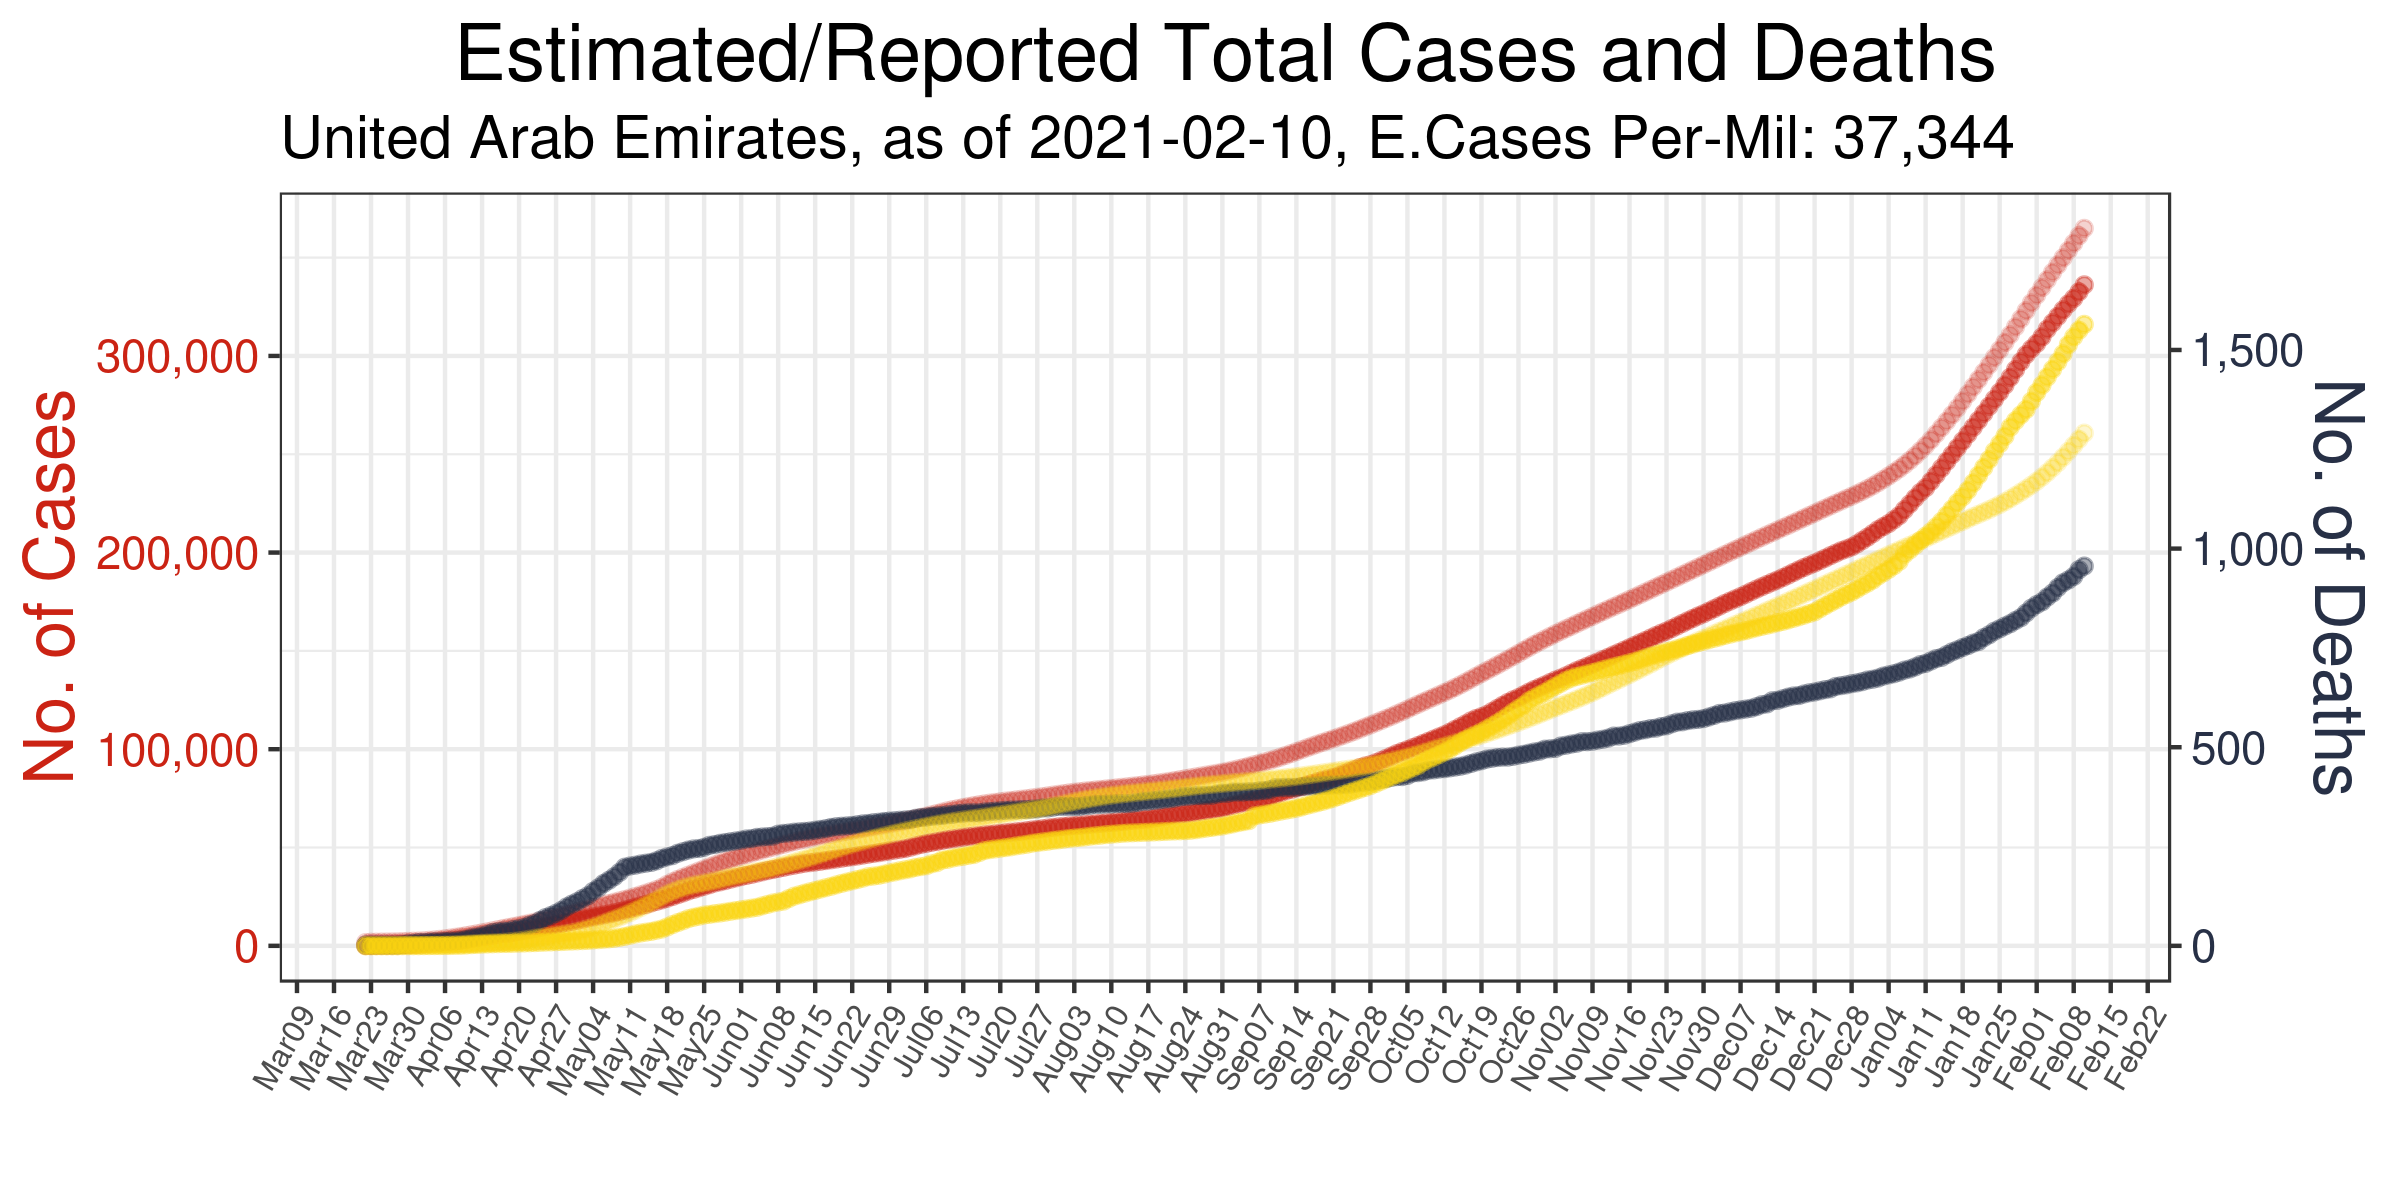 Estimated/Reported Total Cases and Deaths
United Arab Emirates, as of 2021-02-10, E.Cases Per-Mil: 37,344
No. of Cases
300,000
200,000
100,000
0
1,500
1,000
500
0
No. of Deaths
Mar09
Mar16
Mar23
Mar30
Apr06
Apr13
Apr20
Apr27
May04
May11
May18
May25
Jun01
Jun08
Jun15
Jun22
Jun29
Jul06
Jul13
Jul20
Jul27
Aug03
Aug10
Aug17
Aug24
Aug31
Sep07
Sep14
Sep21
Sep28
Oct05
Oct12
Oct19
Oct26
Nov02
Nov09
Nov16
Nov23
Nov30
Dec07
Dec14
Dec21
Dec28
Jan04
Jan11
Jan18
Jan25
Feb01
Feb08
Feb15
Feb22